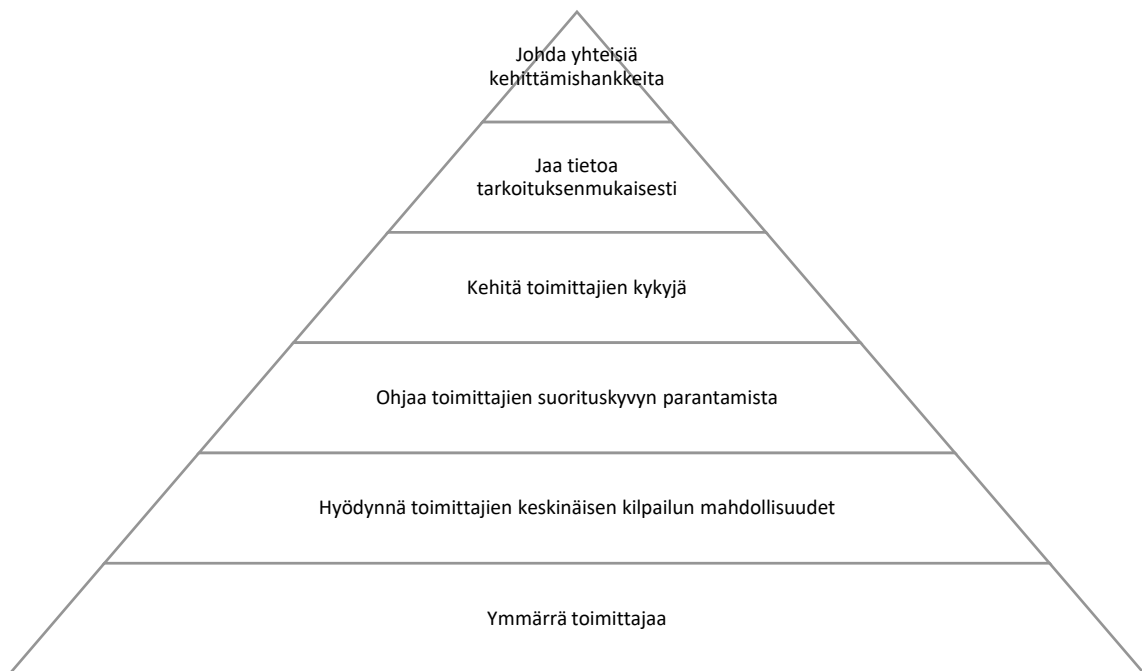 Johda yhteisiä
kehittämishankkeita
Jaa tietoa
tarkoituksenmukaisesti
Kehitä toimittajien kykyjä
Ohjaa toimittajien suorituskyvyn parantamista
Hyödynnä toimittajien keskinäisen kilpailun mahdollisuudet
Ymmärrä toimittajaa